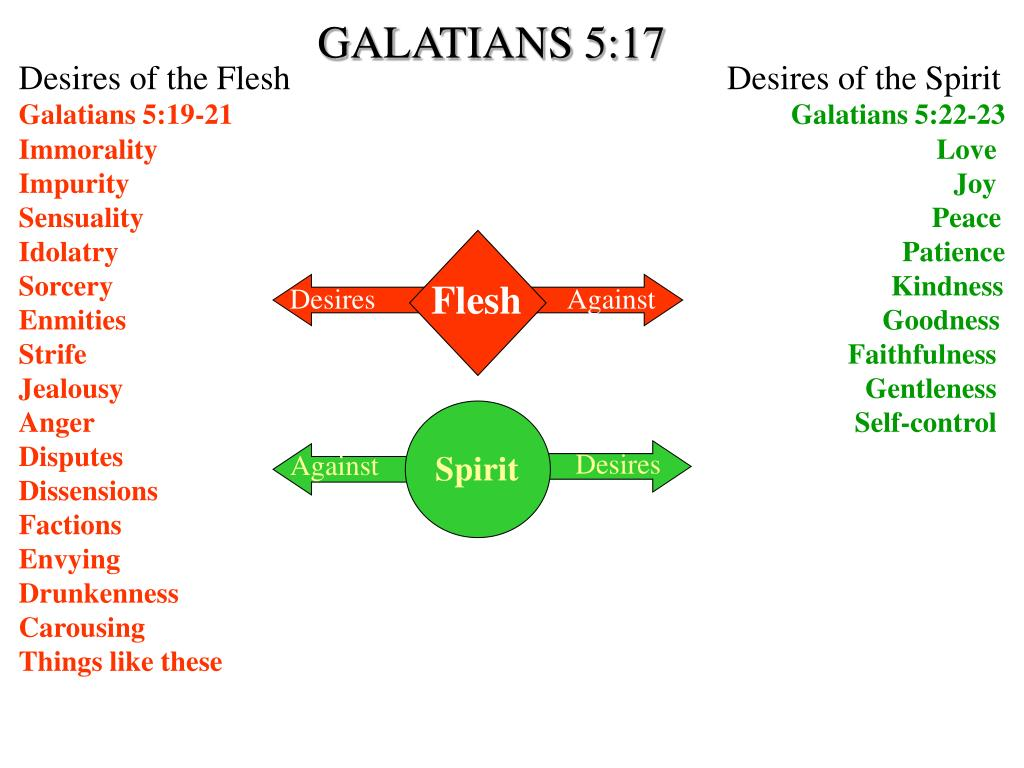 GALATIANS 5:17
Desires of the Flesh
Galatians 5:19-21
Immorality
Impurity
Sensuality
Idolatry
Sorcery
Enmities
Strife
Jealousy
Anger
Disputes
Dissensions
Factions
Envying
Drunkenness
Carousing
Things like these
Desires Flesh Against
Against Spirit Desires
Desires of the Spirit
Galatians 5:22-23
Love
Joy
Peace
Patience
Kindness
Goodness
Faithfulness
Gentleness
Self-control